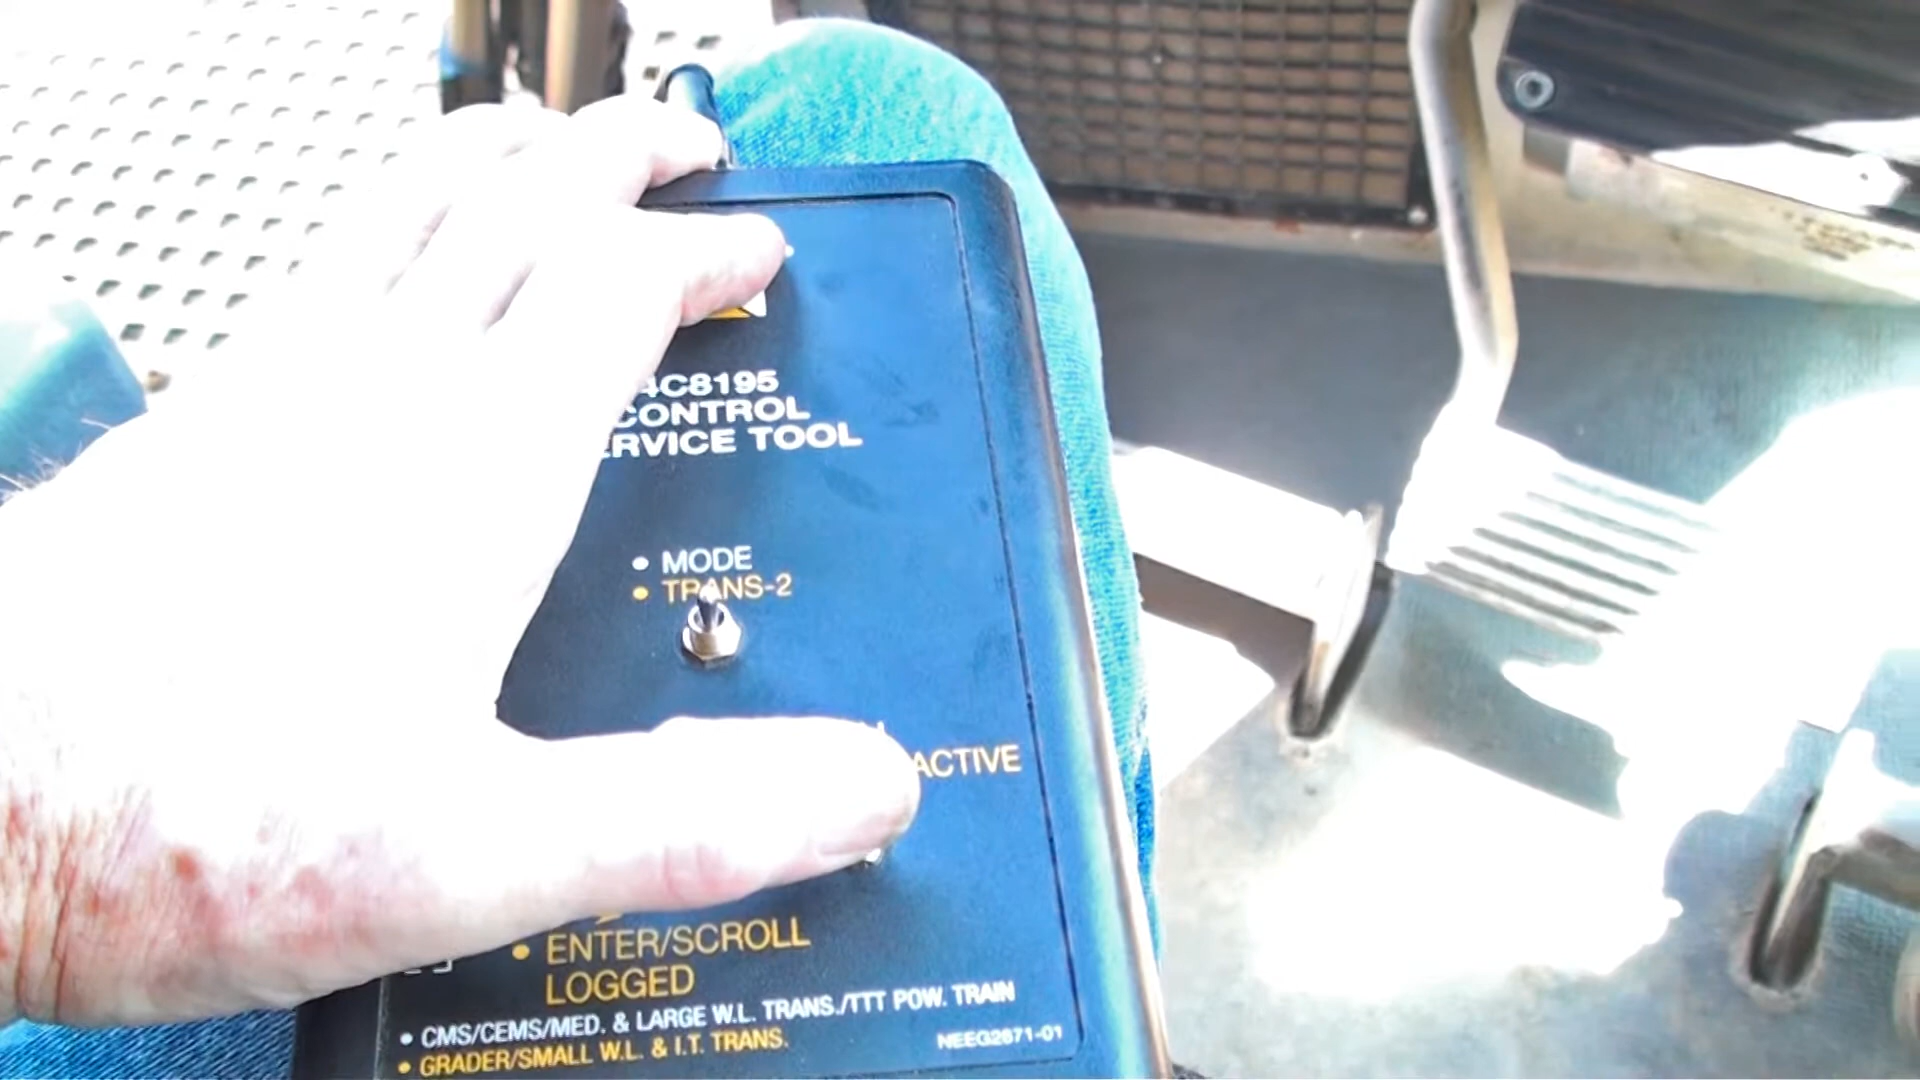 4C8195
CONTROL
ERVICE TOOL
• MODE
• TRANS-2
ACTIVE
• ENTER/SCROLL
LOGGED
• CMS/CEMS/MED. & LARGE W.L. TRANS./TTT POW. TRAIN
• GRADER/SMALL W.L. & I.T. TRANS.
NEEG2671-01